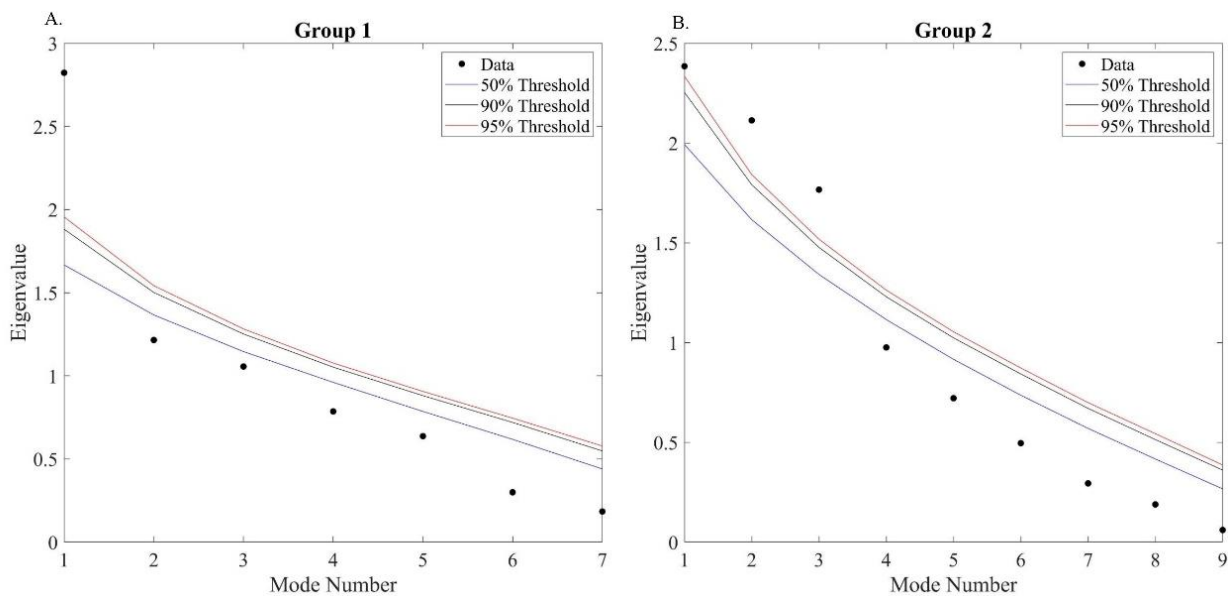 A.
Group 1
Data
50% Threshold
90% Threshold
95% Threshold
3
2.5
2
1.5
1
0.5
0
Eigenvalue
1 2 3 4 5 6 7
Mode Number
B.
Group 2
Data
50% Threshold
90% Threshold
95% Threshold
2.5
2
1.5
1
0.5
0
Eigenvalue
1 2 3 4 5 6 7 8 9
Mode Number